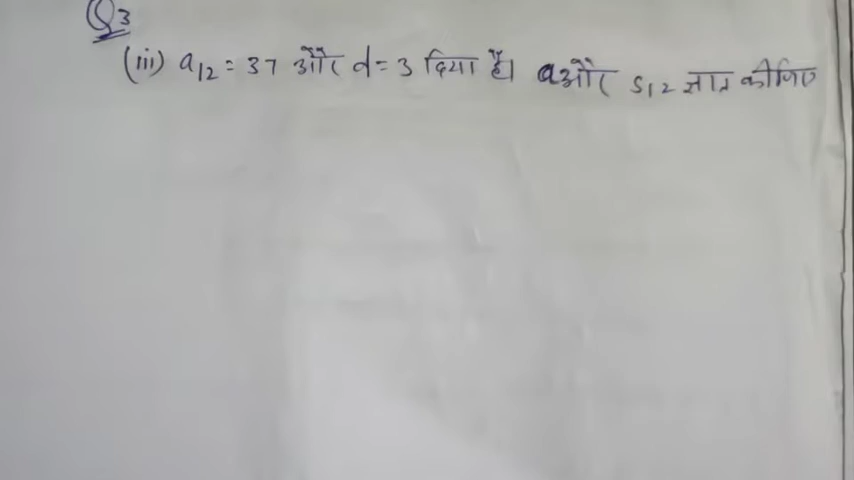 Q3
(iii) a12 = 37 और d = 3 दिया है। a और S12 ज्ञात कीजिए